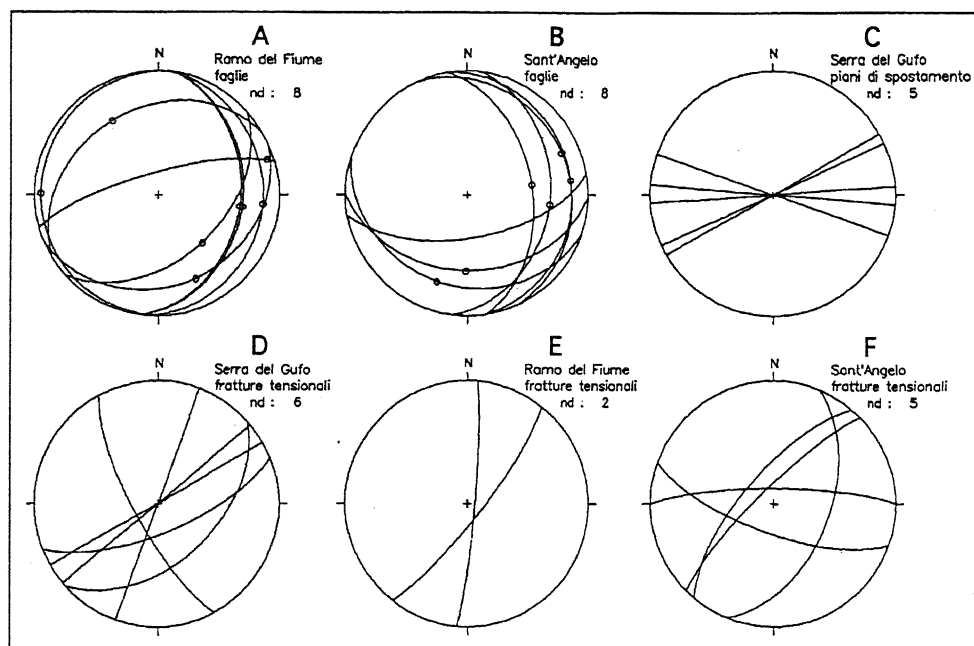 A
N
Ramo del Fiume
faglie
nd : 8
B
N
Sant'Angelo
faglie
nd : 8
C
N
Serra del Gufo
piani di spostamento
nd : 5
D
N
Serra del Gufo
fratture tensionali
nd : 6
E
N
Ramo del Fiume
fratture tensionali
nd : 2
F
N
Sant'Angelo
fratture tensionali
nd : 5